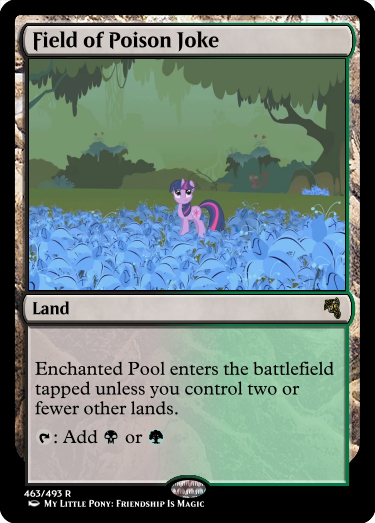 Field of Poison Joke
Land
Enchanted Pool enters the battlefield
tapped unless you control two or
fewer other lands.
: Add or
463/493 R
My Little Pony: Friendship Is Magic